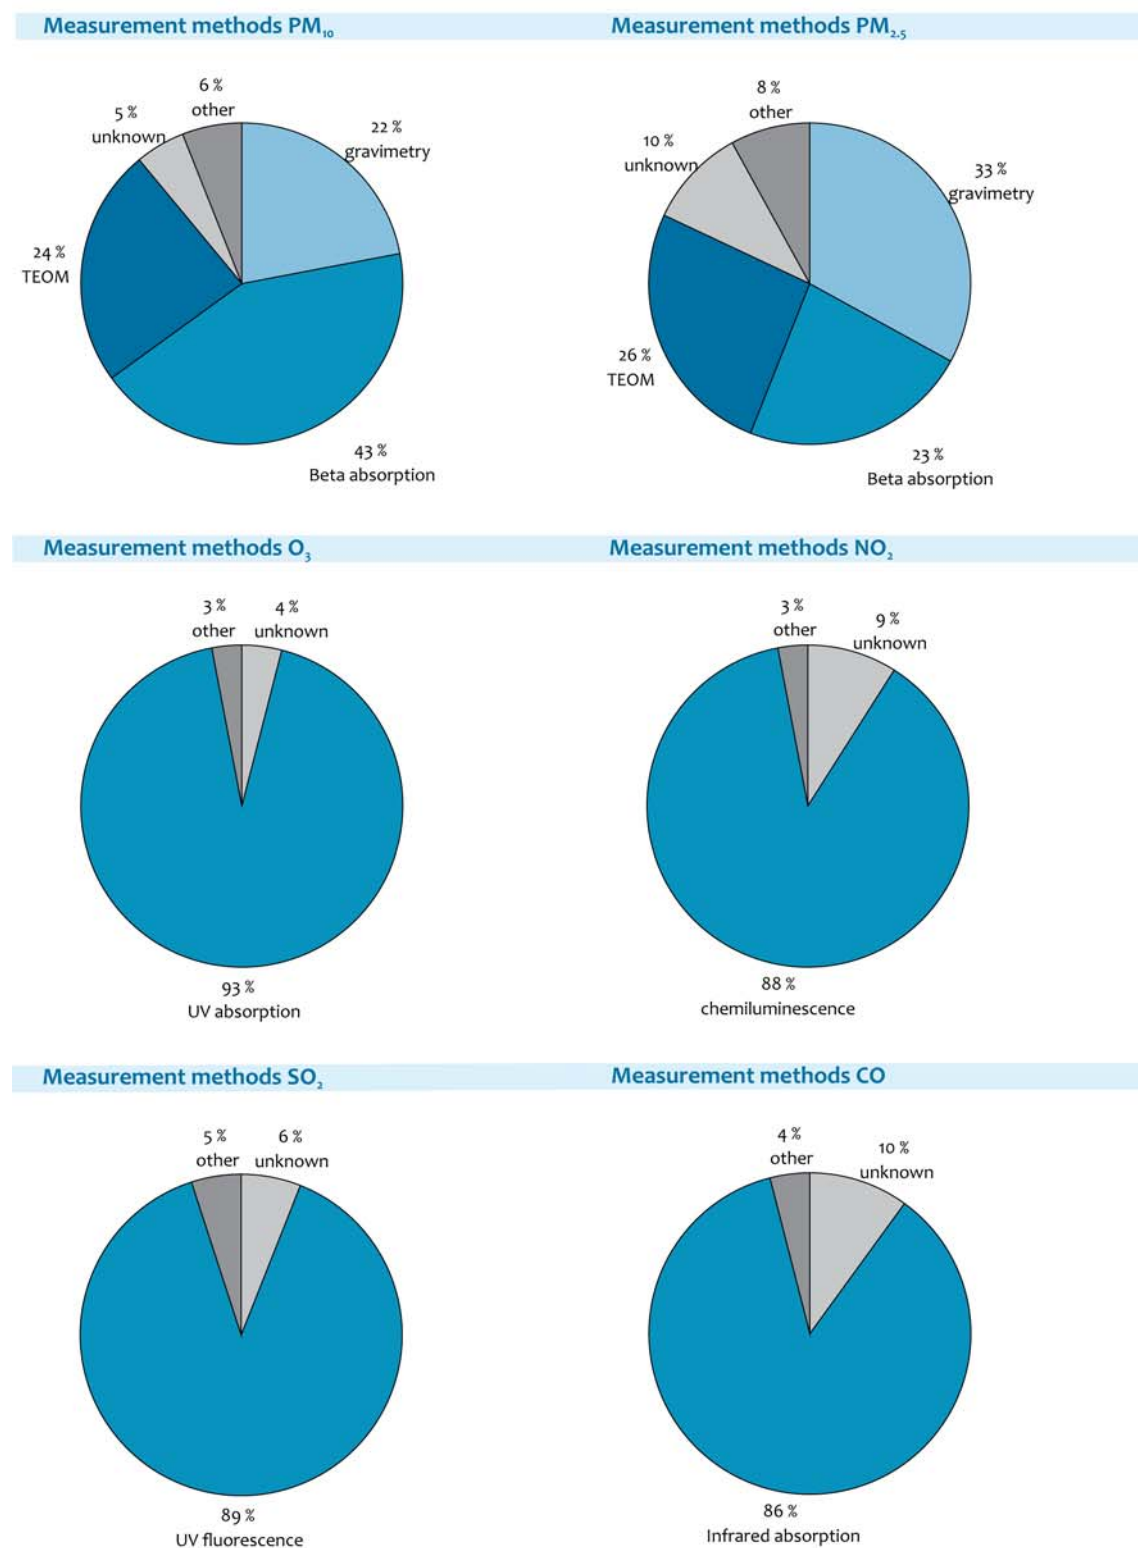 Measurement methods PM₁₀
6 %
other
5 %
unknown
22 %
gravimetry
24 %
TEOM
43 %
Beta absorption
Measurement methods PM₂.₅
8 %
other
10 %
unknown
33 %
gravimetry
26 %
TEOM
23 %
Beta absorption
Measurement methods O₃
3 %
other
4 %
unknown
93 %
UV absorption
Measurement methods NO₂
3 %
other
9 %
unknown
88 %
chemiluminescence
Measurement methods SO₂
5 %
other
6 %
unknown
89 %
UV fluorescence
Measurement methods CO
4 %
other
10 %
unknown
86 %
Infrared absorption